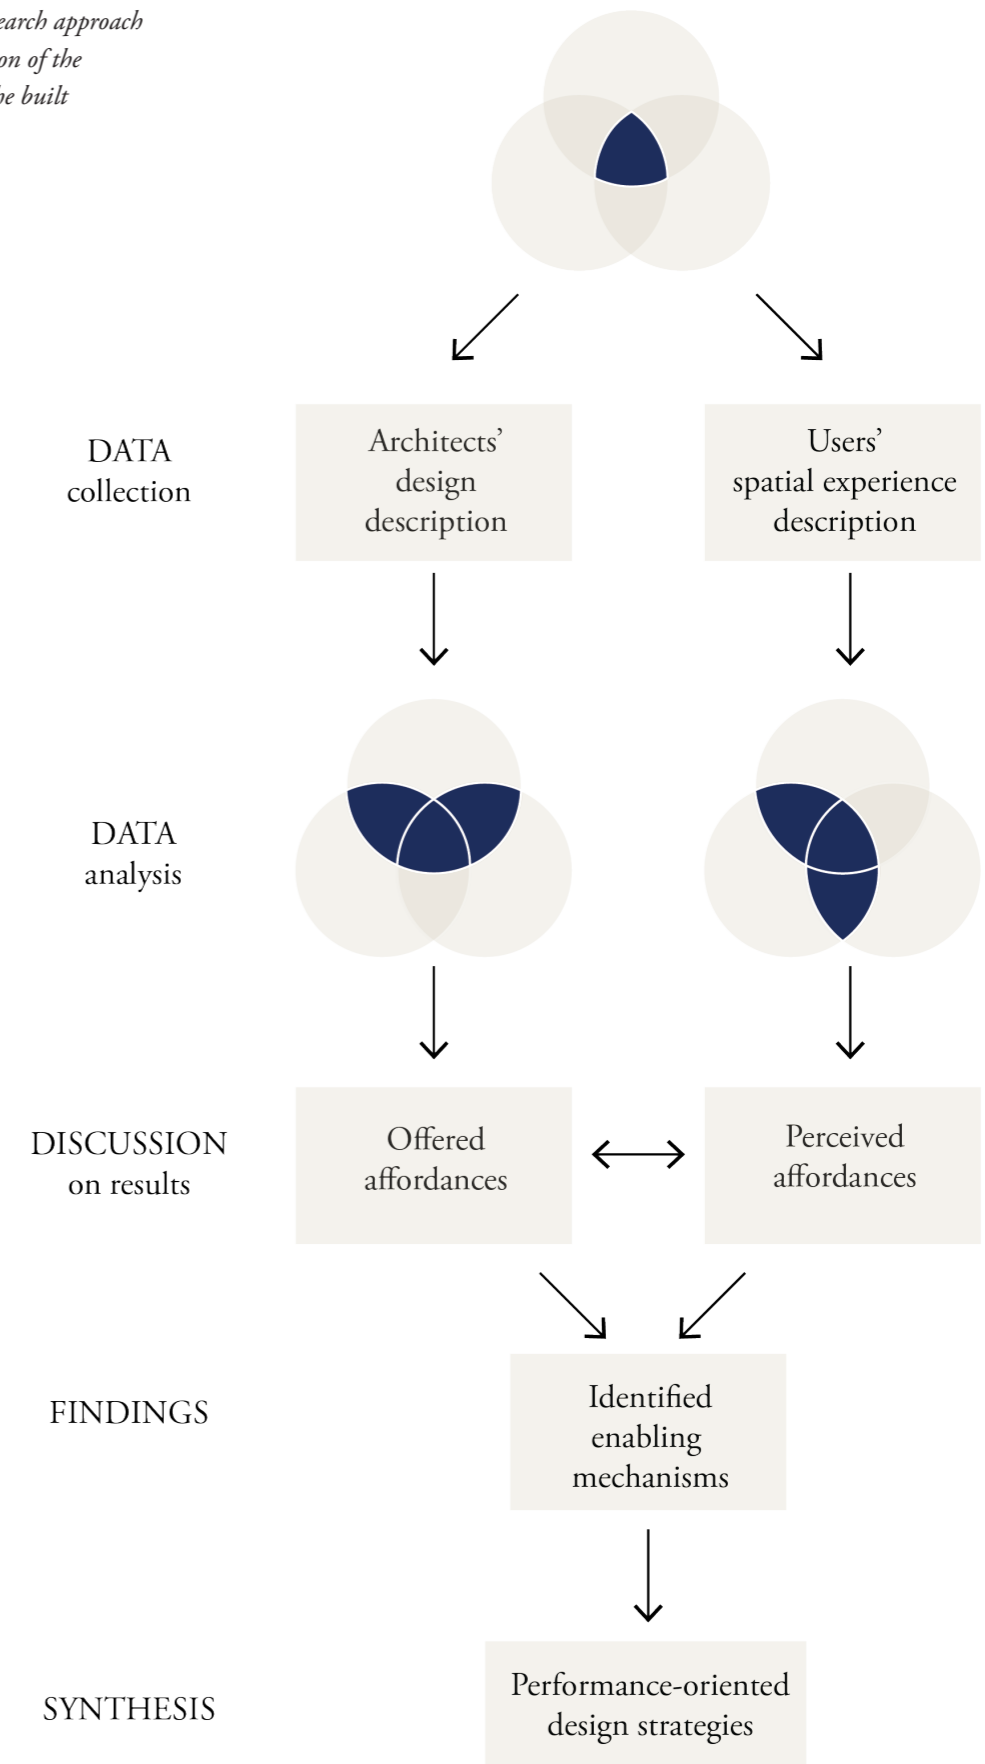 earch approach
on of the
he built
DATA
collection
Architects’
design
description
Users’
spatial experience
description
DATA
analysis
DISCUSSION
on results
Offered
affordances
Perceived
affordances
FINDINGS
Identified
enabling
mechanisms
SYNTHESIS
Performance-oriented
design strategies